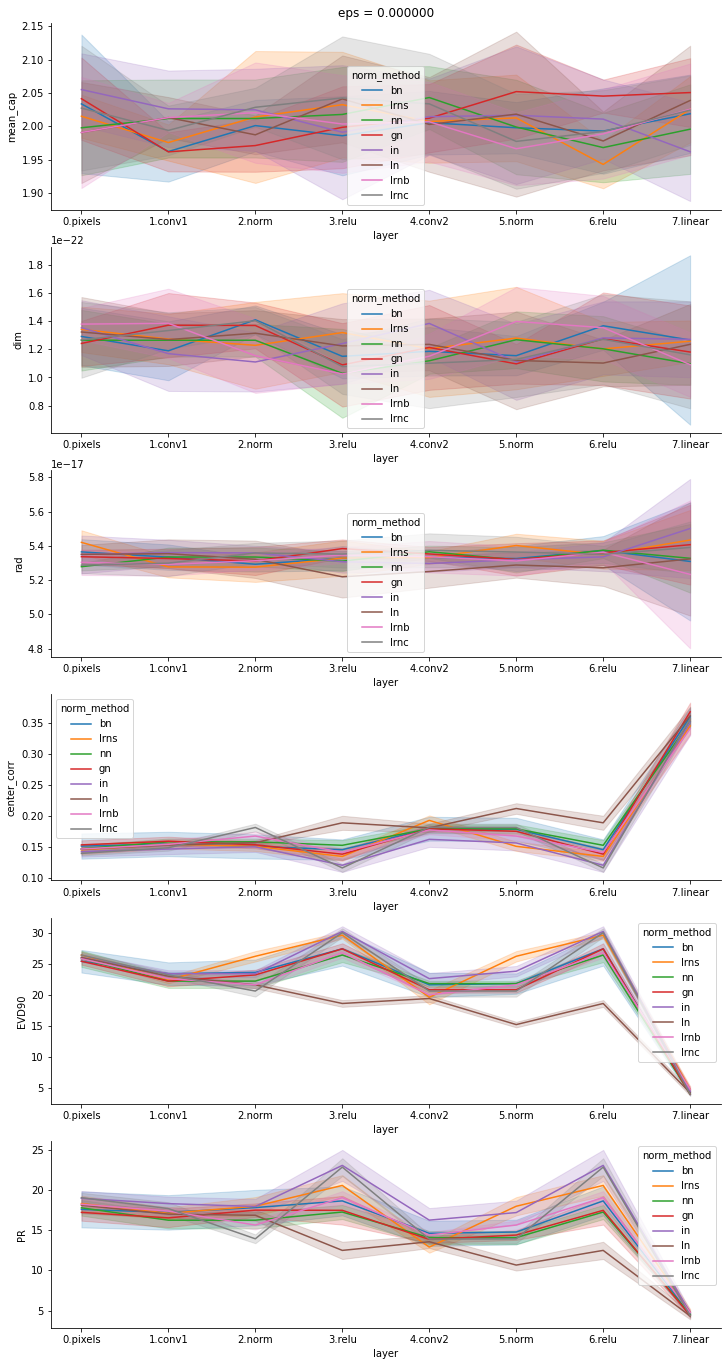 eps = 0.000000
2.15
2.10
2.05
2.00
1.95
1.90
mean_cap
norm_method
bn
lrns
nn
gn
in
ln
lrnb
lrnc
0.pixels 1.conv1 2.norm 3.relu 4.conv2 5.norm 6.relu 7.linear
layer
1e−22
1.8
1.6
1.4
1.2
1.0
0.8
dim
norm_method
bn
lrns
nn
gn
in
ln
lrnb
lrnc
0.pixels 1.conv1 2.norm 3.relu 4.conv2 5.norm 6.relu 7.linear
layer
1e−17
5.8
5.6
5.4
5.2
5.0
4.8
rad
norm_method
bn
lrns
nn
gn
in
ln
lrnb
lrnc
0.pixels 1.conv1 2.norm 3.relu 4.conv2 5.norm 6.relu 7.linear
layer
0.35
0.30
0.25
0.20
0.15
0.10
center_corr
norm_method
bn
lrns
nn
gn
in
ln
lrnb
lrnc
0.pixels 1.conv1 2.norm 3.relu 4.conv2 5.norm 6.relu 7.linear
layer
30
25
20
15
10
5
EVD90
norm_method
bn
lrns
nn
gn
in
ln
lrnb
lrnc
0.pixels 1.conv1 2.norm 3.relu 4.conv2 5.norm 6.relu 7.linear
layer
25
20
15
10
5
PR
norm_method
bn
lrns
nn
gn
in
ln
lrnb
lrnc
0.pixels 1.conv1 2.norm 3.relu 4.conv2 5.norm 6.relu 7.linear
layer